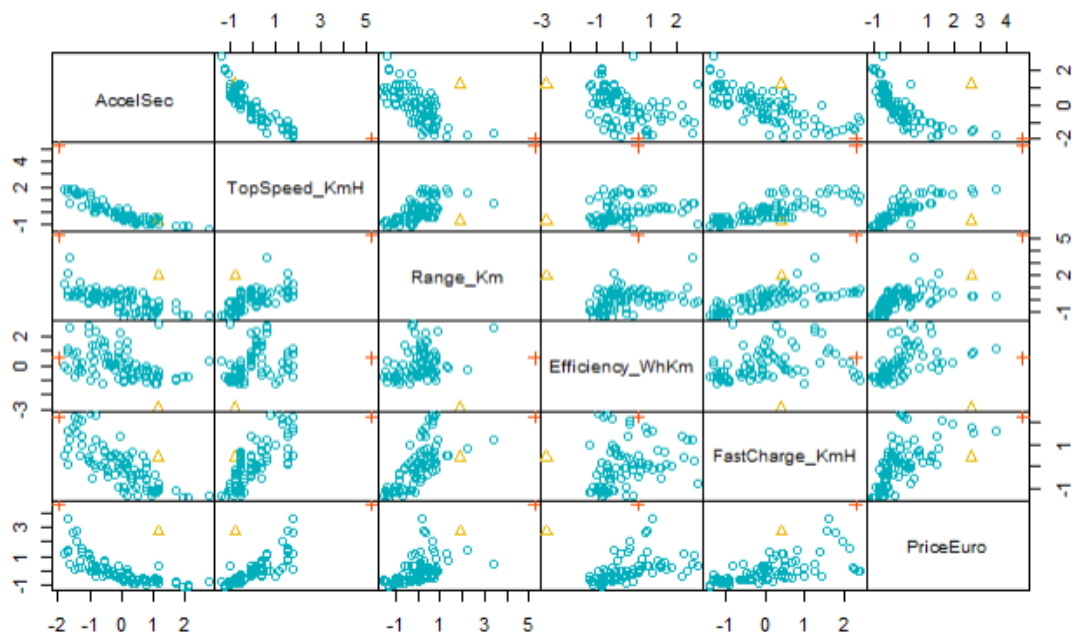 -1 1 3 5 -3 -1 1 2 -1 1 2 3 4
AccelSec
2
0
-2
4
2
-1
TopSpeed_KmH
Range_Km
5
2
-1
2
0
-3
Efficiency_WhKm
FastCharge_KmH
1
-1
3
1
-1
PriceEuro
-2 -1 0 1 2 -1 1 2 3 4 5 -1 0 1 2